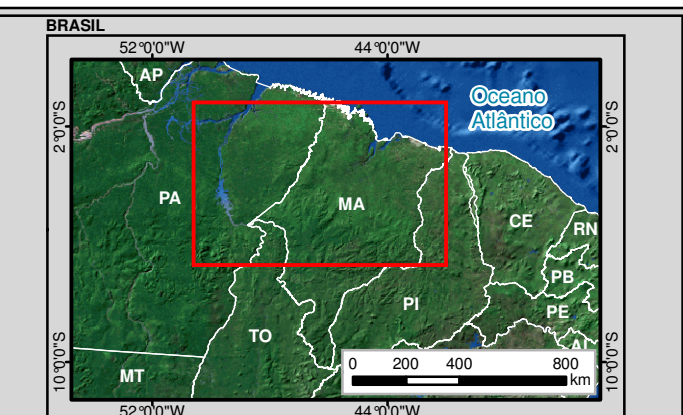 BRASIL
52°0'0"W 44°0'0"W
AP
Oceano
Atlântico
2°0'0"S
2°0'0"S
PA
MA
CE
RN
PB
PE
PI
TO
AL
MT
10°0'0"S
10°0'0"S
0 200 400 800
km
52°0'0"W 44°0'0"W